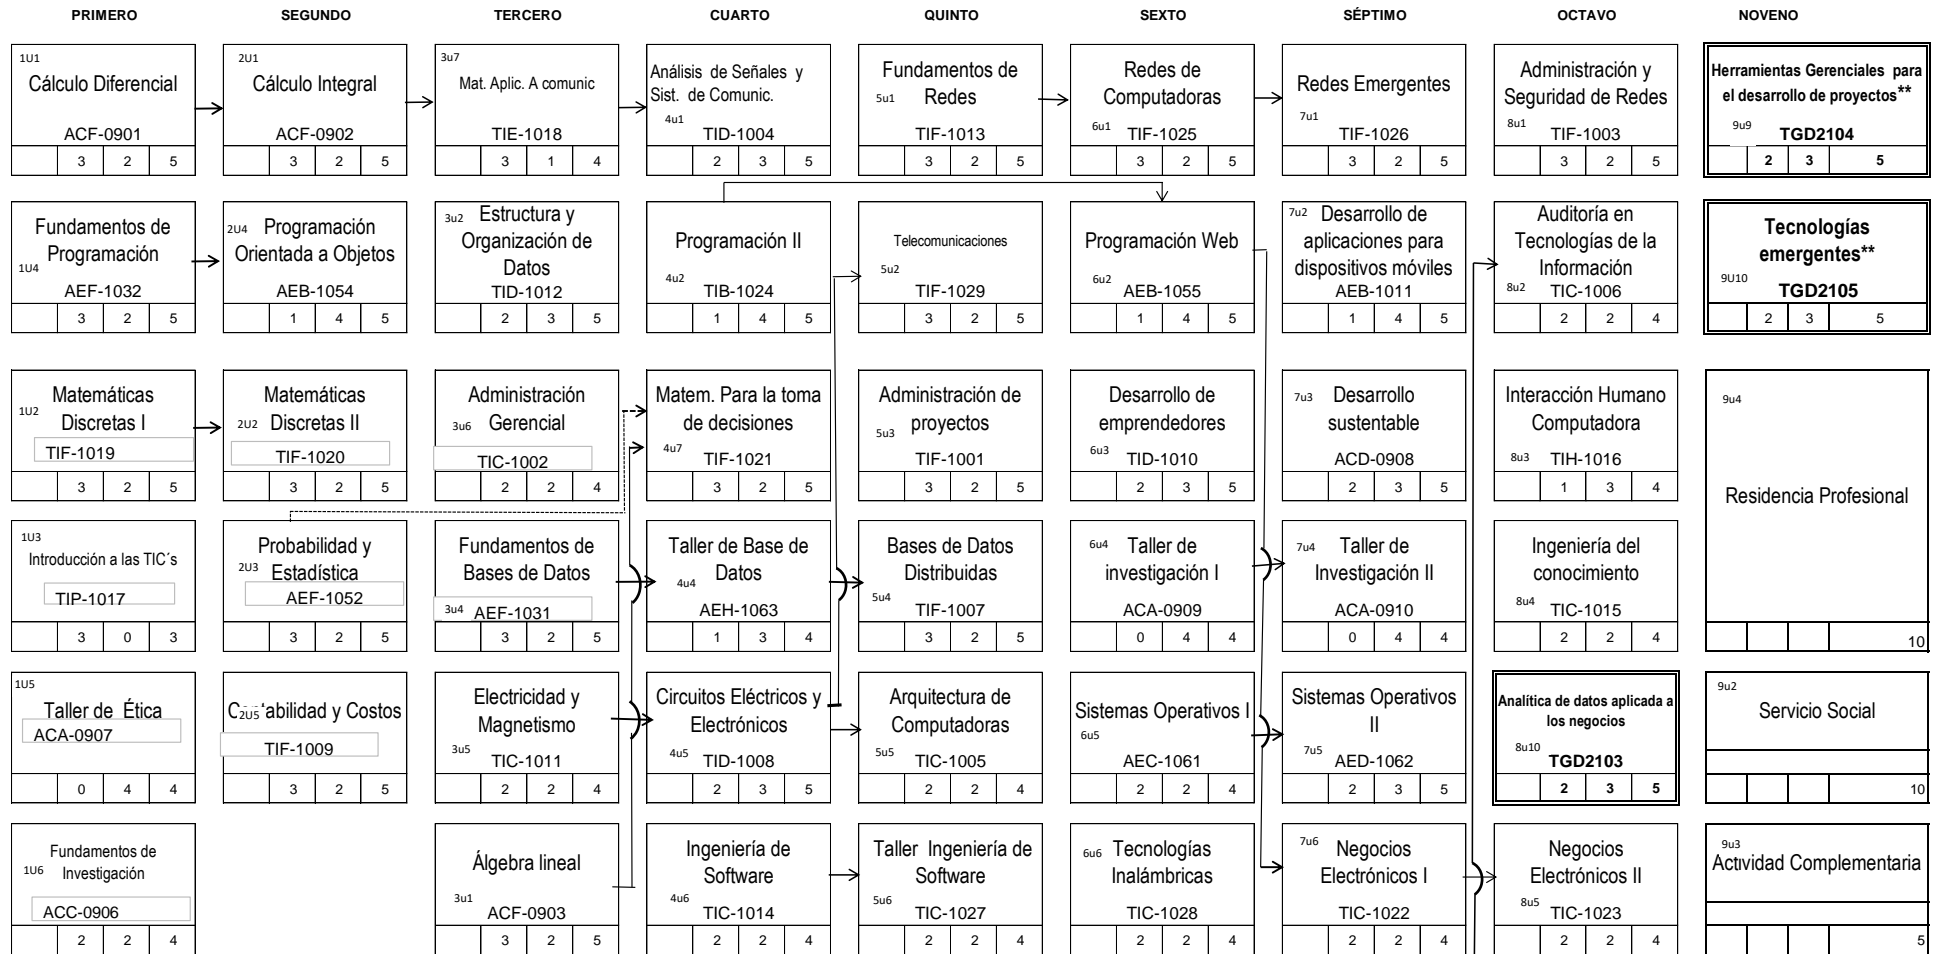 PRIMERO SEGUNDO TERCERO CUARTO QUINTO SEXTO SÉPTIMO OCTAVO NOVENO
1U1
Cálculo Diferencial
ACF-0901
3 2 5
2U1
Cálculo Integral
ACF-0902
3 2 5
3u7
Mat. Aplic. A comunic
TIE-1018
3 1 4
Análisis de Señales y
Sist. de Comunic.
4u1
TID-1004
2 3 5
Fundamentos de
Redes
5u1
TIF-1013
3 2 5
Redes de
Computadoras
6u1 TIF-1025
3 2 5
Redes Emergentes
7u1
TIF-1026
3 2 5
Administración y
Seguridad de Redes
8u1 TIF-1003
3 2 5
Herramientas Gerenciales para
el desarrollo de proyectos**
9u9 TGD2104
2 3 5
Fundamentos de
Programación
1U4
AEF-1032
3 2 5
2U4 Programación
Orientada a Objetos
AEB-1054
1 4 5
3u2 Estructura y
Organización de
Datos
TID-1012
2 3 5
Programación II
4u2
TIB-1024
1 4 5
Telecomunicaciones
5u2
TIF-1029
3 2 5
Programación Web
6u2
AEB-1055
1 4 5
7u2 Desarrollo de
aplicaciones para
dispositivos móviles
AEB-1011
1 4 5
Auditoría en
Tecnologías de la
Información
8u2 TIC-1006
2 2 4
Tecnologías
emergentes**
9U10
TGD2105
2 3 5
Matemáticas
1U2 Discretas I
TIF-1019
3 2 5
Matemáticas
2U2 Discretas II
TIF-1020
3 2 5
Administración
3u6 Gerencial
TIC-1002
2 2 4
Matem. Para la toma
de decisiones
4u7
TIF-1021
3 2 5
Administración de
5u3 proyectos
TIF-1001
3 2 5
Desarrollo de
emprendedores
6u3 TID-1010
2 3 5
7u3 Desarrollo
sustentable
ACD-0908
2 3 5
Interacción Humano
Computadora
8u3 TIH-1016
1 3 4
9u4
Residencia Profesional
10
1U3
Introducción a las TIC´s
TIP-1017
3 0 3
Probabilidad y
2U3 Estadística
AEF-1052
3 2 5
Fundamentos de
Bases de Datos
3u4 AEF-1031
3 2 5
Taller de Base de
4u4 Datos
AEH-1063
1 3 4
Bases de Datos
Distribuidas
5u4
TIF-1007
3 2 5
6u4 Taller de
investigación I
ACA-0909
0 4 4
7u4 Taller de
Investigación II
ACA-0910
0 4 4
Ingeniería del
conocimiento
8u4 TIC-1015
2 2 4
1U5
Taller de Ética
ACA-0907
0 4 4
2U5 abilidad y Costos
TIF-1009
3 2 5
Electricidad y
Magnetismo
3u5 TIC-1011
2 2 4
Circuitos Eléctricos y
Electrónicos
4u5 TID-1008
2 3 5
Arquitectura de
Computadoras
5u5 TIC-1005
2 2 4
Sistemas Operativos I
6u5
AEC-1061
2 2 4
Sistemas Operativos
II
7u5 AED-1062
2 3 5
Analítica de datos aplicada a
los negocios
8u10
TGD2103
2 3 5
9u2
Servicio Social
10
Fundamentos de
1U6 Investigación
ACC-0906
2 2 4
Álgebra lineal
3u1
ACF-0903
3 2 5
Ingeniería de
Software
4u6
TIC-1014
2 2 4
Taller Ingeniería de
Software
5u6
TIC-1027
2 2 4
6u6 Tecnologías
Inalámbricas
TIC-1028
2 2 4
7u6 Negocios
Electrónicos I
TIC-1022
2 2 4
Negocios
Electrónicos II
8u5 TIC-1023
2 2 4
9u3
Actividad Complementaria
5